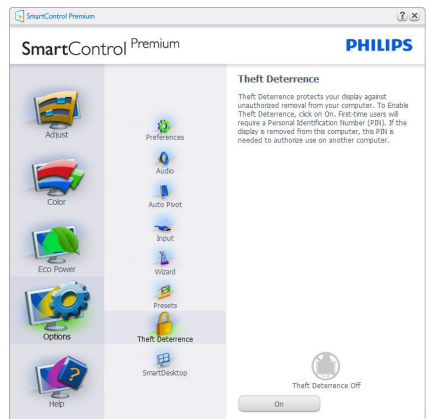 SmartControl Premium
SmartControl Premium
PHILIPS
Adjust
Color
Eco Power
Options
Help
Preferences
Audio
Auto Pivot
Input
Wizard
Presets
Theft Deterrence
SmartDesktop
Theft Deterrence
Theft Deterrence protects your display against
unauthorized removal from your computer. To Enable
Theft Deterrence, click on On. First-time users will
require a Personal Identification Number (PIN). If the
display is removed from this computer, this PIN is
needed to authorize use on another computer.
Theft Deterrence Off
On